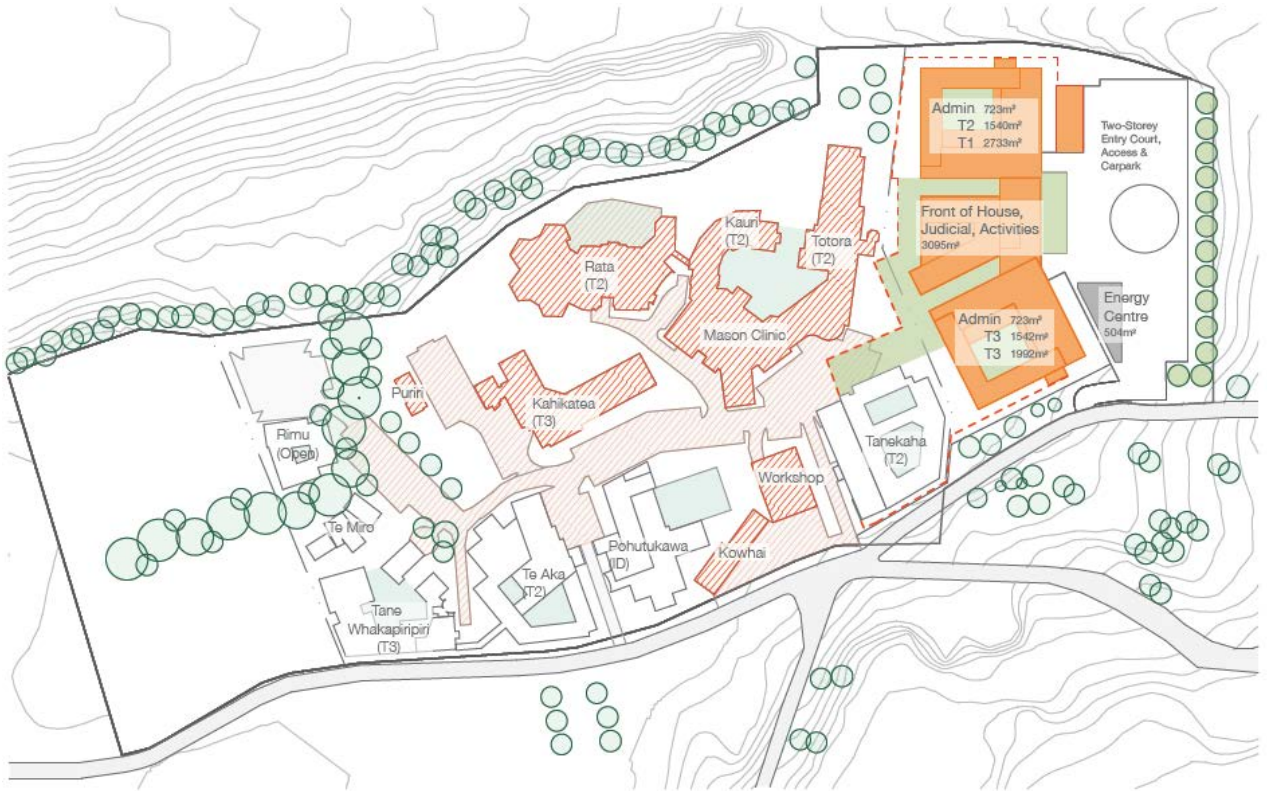 Admin 723m²
T2 1540m²
T1 2733m²
Two-Storey
Entry Court,
Access &
Carpark
Front of House,
Judicial, Activities
3095m²
Kauri
(T2)
Totora
(T2)
Rata
(T2)
Mason Clinic
Energy
Centre
504m²
Admin 723m²
T3 1542m²
T3 1992m²
Puriri
Kahikatea
(T3)
Rimu
(Open)
Tanekaha
(T2)
Workshop
Te Miro
Pohutukawa
(ID)
Kowhai
Te Aka
(T2)
Tane
Whakapiripiri
(T3)